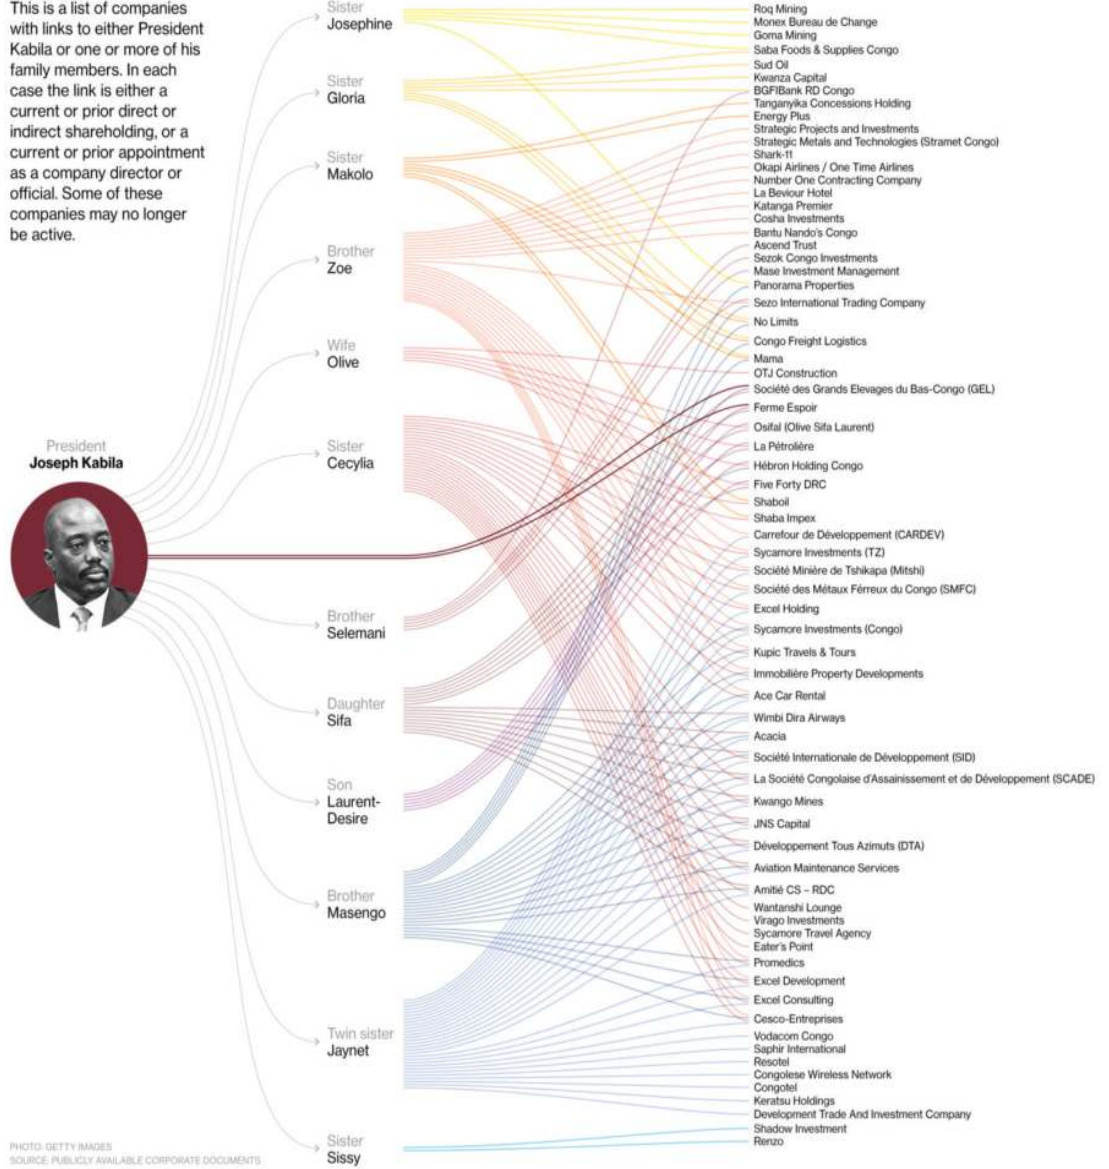 This is a list of companies
with links to either President
Kabila or one or more of his
family members. In each
case the link is either a
current or prior direct or
indirect shareholding, or a
current or prior appointment
as a company director or
official. Some of these
companies may no longer
be active.
President
Joseph Kabila
Sister
Josephine
Sister
Gloria
Sister
Makolo
Brother
Zoe
Wife
Olive
Sister
Cecylia
Brother
Selemani
Daughter
Sifa
Son
Laurent-
Desire
Brother
Masengo
Twin sister
Jaynet
Sister
Sissy
Roq Mining
Monex Bureau de Change
Goma Mining
Saba Foods & Supplies Congo
Sud Oil
Kwanza Capital
BGFIBank RD Congo
Tanganyika Concessions Holding
Energy Plus
Strategic Projects and Investments
Strategic Metals and Technologies (Stramet Congo)
Shark-11
Okapi Airlines / One Time Airlines
Number One Contracting Company
La Beviour Hotel
Katanga Premier
Cosha Investments
Bantu Nando's Congo
Ascend Trust
Sezok Congo Investments
Mase Investment Management
Panorama Properties
Sezo International Trading Company
No Limits
Congo Freight Logistics
Mama
OTJ Construction
Société des Grands Elevages du Bas-Congo (GEL)
Ferme Espoir
Osifal (Olive Sifa Laurent)
La Pétrolière
Hébron Holding Congo
Five Forty DRC
Shaboil
Shaba Impex
Carrefour de Développement (CARDEV)
Sycamore Investments (TZ)
Société Minière de Tshikapa (Mitshi)
Société des Métaux Férreux du Congo (SMFC)
Excel Holding
Sycamore Investments (Congo)
Kupic Travels & Tours
Immobilière Property Developments
Ace Car Rental
Wimbi Dira Airways
Acacia
Société Internationale de Développement (SID)
La Société Congolaise d'Assainissement et de Développement (SCADE)
Kwango Mines
JNS Capital
Développement Tous Azimuts (DTA)
Aviation Maintenance Services
Amitié CS – RDC
Wantanshi Lounge
Virago Investments
Sycamore Travel Agency
Eater's Point
Promedics
Excel Development
Excel Consulting
Cesco-Entreprises
Vodacom Congo
Saphir International
Resotel
Congolese Wireless Network
Congotel
Keratsu Holdings
Development Trade And Investment Company
Shadow Investment
Renzo
PHOTO: GETTY IMAGES
SOURCE: PUBLICLY AVAILABLE CORPORATE DOCUMENTS